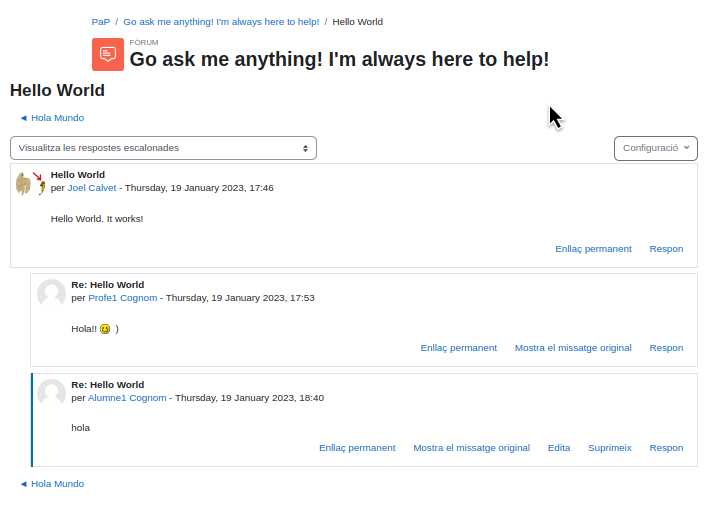 PaP / Go ask me anything! I'm always here to help! / Hello World
FÒRUM
Go ask me anything! I'm always here to help!
Hello World
◄ Hola Mundo
Visualitza les respostes escalonades
Configuració
Hello World
per Joel Calvet - Thursday, 19 January 2023, 17:46
Hello World. It works!
Enllaç permanent Respon
Re: Hello World
per Profe1 Cognom - Thursday, 19 January 2023, 17:53
Hola!! )
Enllaç permanent Mostra el missatge original Respon
Re: Hello World
per Alumne1 Cognom - Thursday, 19 January 2023, 18:40
hola
Enllaç permanent Mostra el missatge original Edita Suprimeix Respon
◄ Hola Mundo